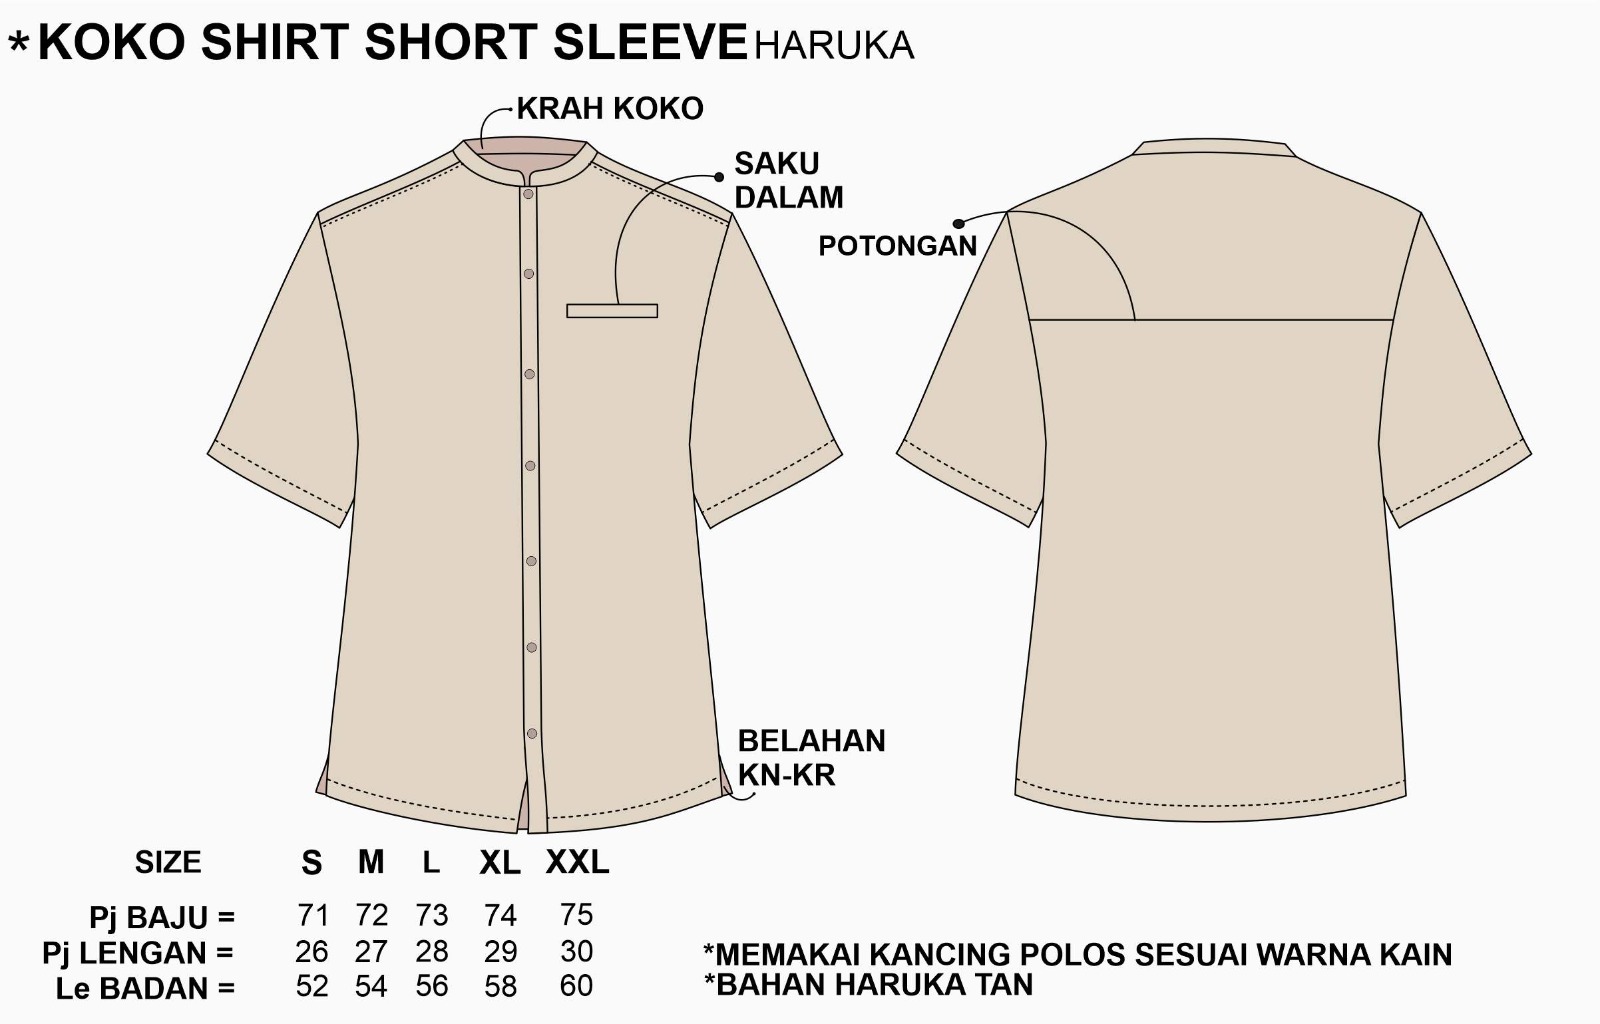 *KOKO SHIRT SHORT SLEEVE HARUKA
KRAH KOKO
SAKU
DALAM
POTONGAN
BELAHAN
KN-KR
SIZE S M L XL XXL
Pj BAJU = 71 72 73 74 75
Pj LENGAN = 26 27 28 29 30
Le BADAN = 52 54 56 58 60
*MEMAKAI KANCING POLOS SESUAI WARNA KAIN
*BAHAN HARUKA TAN